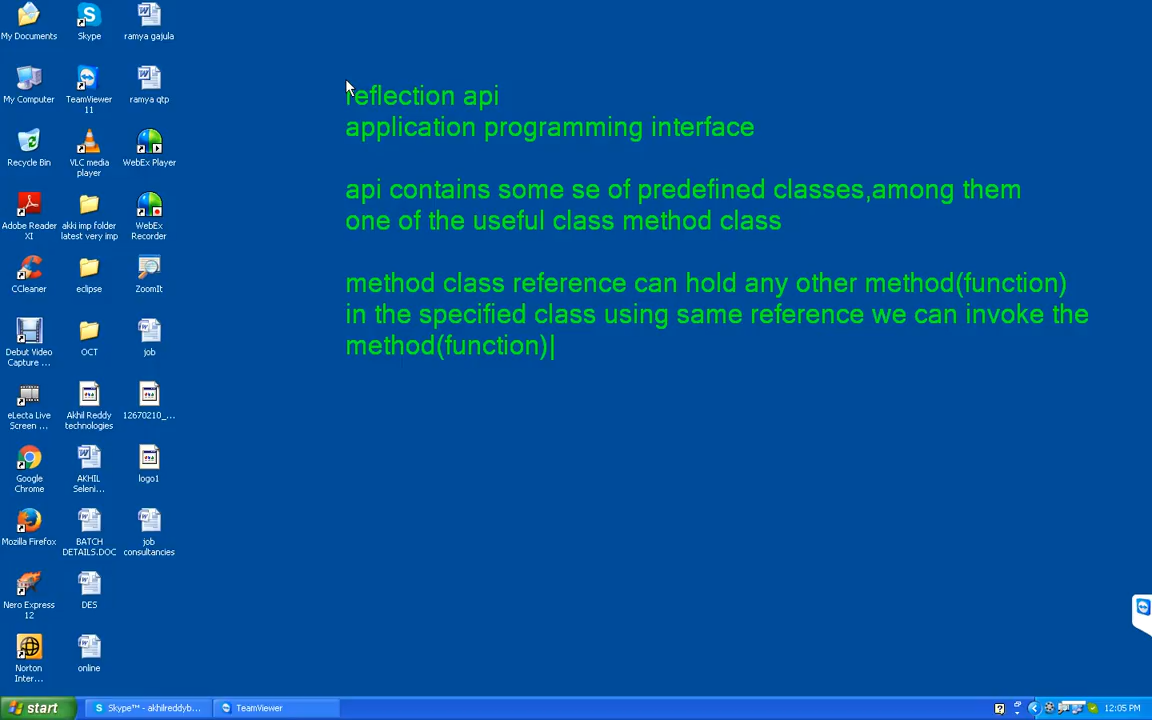 My Documents
Skype
ramya gajula
My Computer
TeamViewer
11
ramya qtp
Recycle Bin
VLC media
player
WebEx Player
Adobe Reader
XI
akki imp folder
latest very imp
WebEx
Recorder
CCleaner
eclipse
ZoomIt
Debut Video
Capture ...
OCT
job
eLecta Live
Screen ...
Akhil Reddy
technologies
12670210_...
Google
Chrome
AKHIL
Seleni...
logo1
Mozilla Firefox
BATCH
DETAILS.DOC
job
consultancies
Nero Express
12
DES
Norton
Inter...
online
reflection api
application programming interface
api contains some se of predefined classes,among them
one of the useful class method class
method class reference can hold any other method(function)
in the specified class using same reference we can invoke the
method(function)
start
Skype™ - akhilreddyb...
TeamViewer
12:05 PM